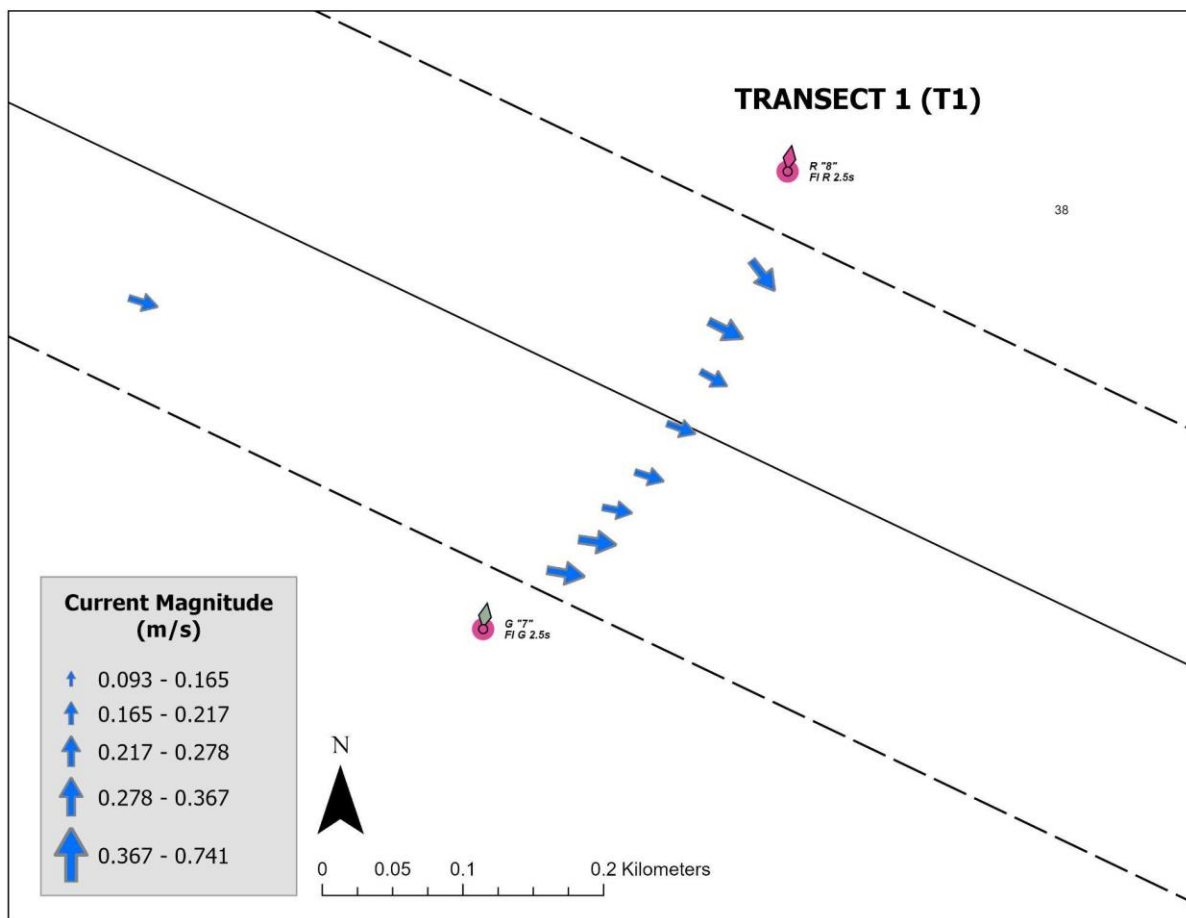 TRANSECT 1 (T1)
R "8"
Fl R 2.5s
38
G "7"
Fl G 2.5s
Current Magnitude
(m/s)
0.093 - 0.165
0.165 - 0.217
0.217 - 0.278
0.278 - 0.367
0.367 - 0.741
N
0 0.05 0.1 0.2 Kilometers